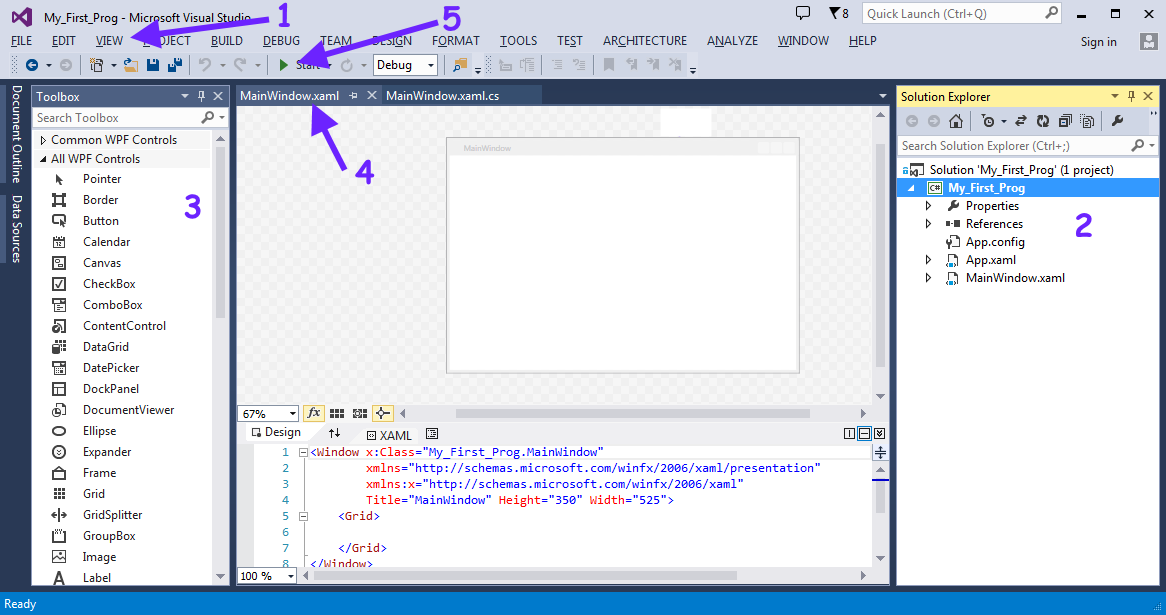 My_First_Prog - Microsoft Visual Studio
1
5
8
Quick Launch (Ctrl+Q)
FILE EDIT VIEW PROJECT BUILD DEBUG TEAM DESIGN FORMAT TOOLS TEST ARCHITECTURE ANALYZE WINDOW HELP
Sign in
Start
Debug
Document Outline
Data Sources
Toolbox
Search Toolbox
Common WPF Controls
All WPF Controls
Pointer
Border
3
Button
Calendar
Canvas
CheckBox
ComboBox
ContentControl
DataGrid
DatePicker
DockPanel
DocumentViewer
Ellipse
Expander
Frame
Grid
GridSplitter
GroupBox
Image
Label
MainWindow.xaml MainWindow.xaml.cs
4
MainWindow
67%
fx
Design XAML
1 <Window x:Class="My_First_Prog.MainWindow"
2 xmlns="http://schemas.microsoft.com/winfx/2006/xaml/presentation"
3 xmlns:x="http://schemas.microsoft.com/winfx/2006/xaml"
4 Title="MainWindow" Height="350" Width="525">
5 <Grid>
6
7 </Grid>
8 </Window>
100 %
Solution Explorer
Search Solution Explorer (Ctrl+;)
Solution 'My_First_Prog' (1 project)
C# My_First_Prog
Properties
References
2
App.config
App.xaml
MainWindow.xaml
Ready